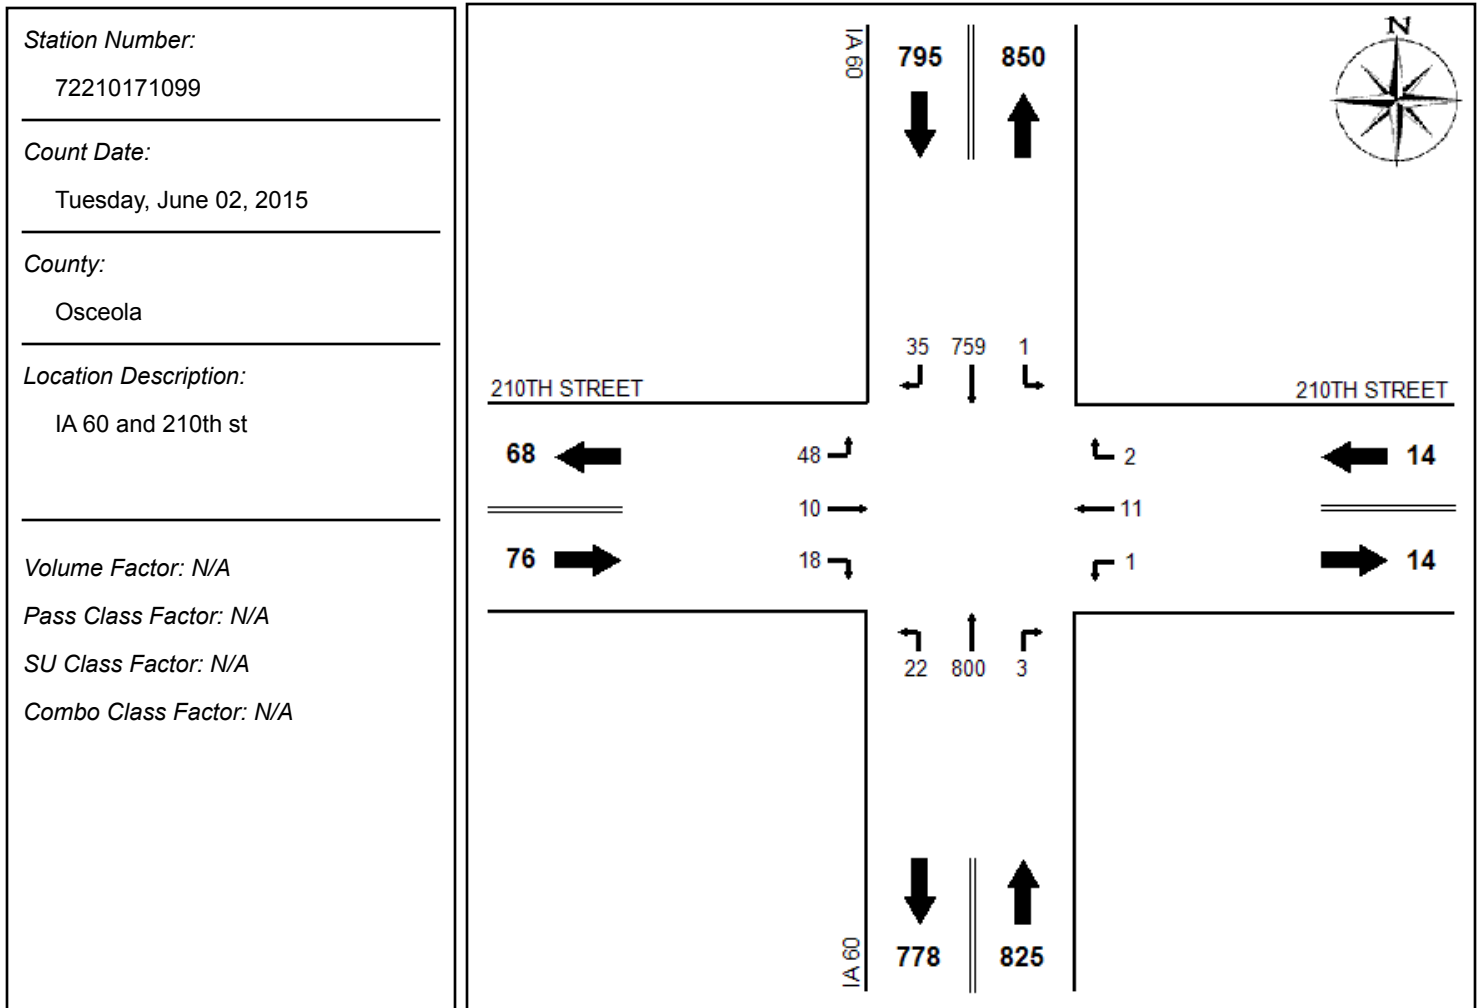 Station Number:
72210171099
Count Date:
Tuesday, June 02, 2015
County:
Osceola
Location Description:
IA 60 and 210th st
Volume Factor: N/A
Pass Class Factor: N/A
SU Class Factor: N/A
Combo Class Factor: N/A
N
IA 60
795 850
35 759 1
210TH STREET 210TH STREET
68 48 2 14
10 11
76 18 1 14
22 800 3
IA 60
778 825